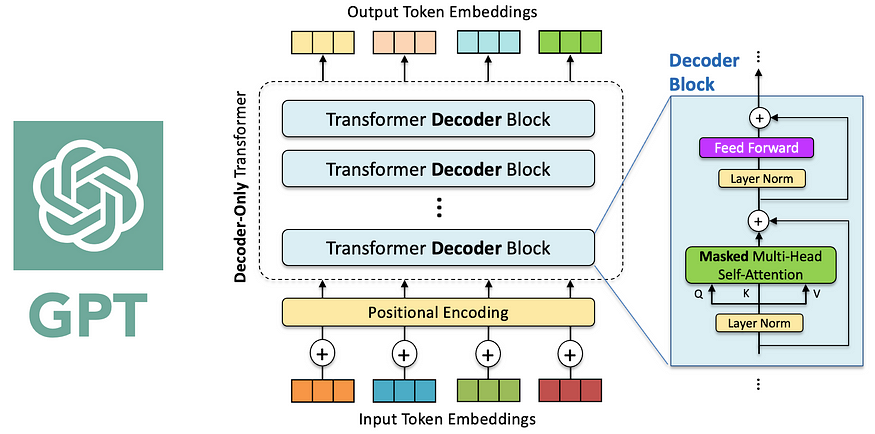 Output Token Embeddings
Decoder-Only Transformer
Transformer Decoder Block
Transformer Decoder Block
⋮
Transformer Decoder Block
Positional Encoding
+ + + +
Input Token Embeddings
GPT
Decoder
Block
⋮
+
Feed Forward
Layer Norm
+
Masked Multi-Head
Self-Attention
Q K V
Layer Norm
⋮